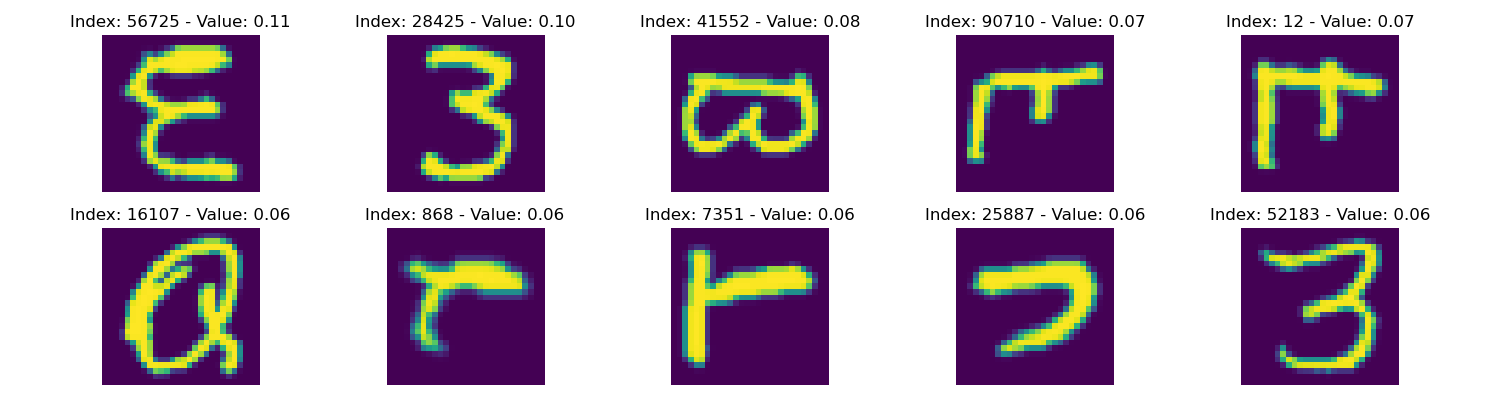 Index: 56725 - Value: 0.11 Index: 28425 - Value: 0.10 Index: 41552 - Value: 0.08 Index: 90710 - Value: 0.07 Index: 12 - Value: 0.07
Ɛ 3
Index: 16107 - Value: 0.06 Index: 868 - Value: 0.06 Index: 7351 - Value: 0.06 Index: 25887 - Value: 0.06 Index: 52183 - Value: 0.06
a r 3